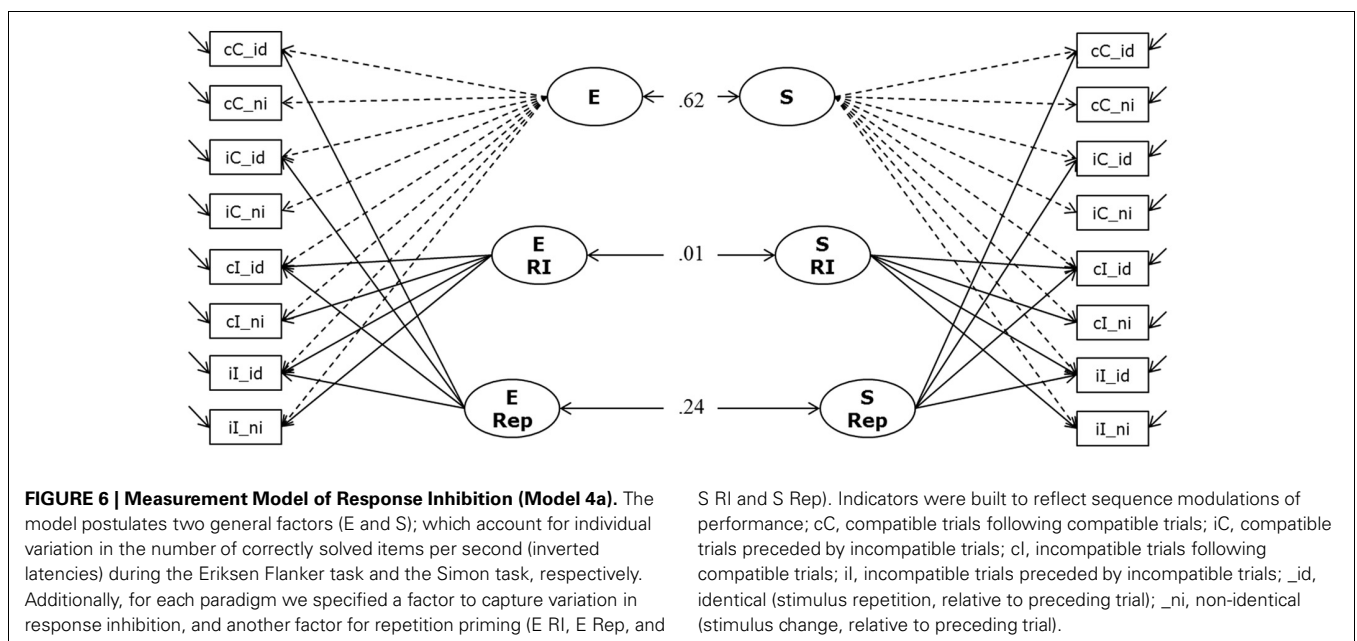 cC_id
cC_ni
iC_id
iC_ni
cI_id
cI_ni
iI_id
iI_ni
E
.62
S
E
RI
.01
S
RI
E
Rep
.24
S
Rep
cC_id
cC_ni
iC_id
iC_ni
cI_id
cI_ni
iI_id
iI_ni
FIGURE 6 | Measurement Model of Response Inhibition (Model 4a). The
model postulates two general factors (E and S); which account for individual
variation in the number of correctly solved items per second (inverted
latencies) during the Eriksen Flanker task and the Simon task, respectively.
Additionally, for each paradigm we specified a factor to capture variation in
response inhibition, and another factor for repetition priming (E RI, E Rep, and
S RI and S Rep). Indicators were built to reflect sequence modulations of
performance; cC, compatible trials following compatible trials; iC, compatible
trials preceded by incompatible trials; cI, incompatible trials following
compatible trials; iI, incompatible trials preceded by incompatible trials; _id,
identical (stimulus repetition, relative to preceding trial); _ni, non-identical
(stimulus change, relative to preceding trial).